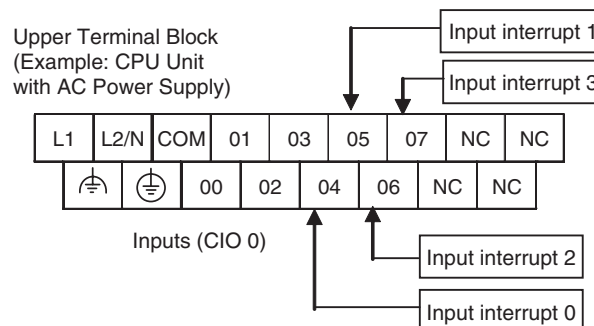 Upper Terminal Block
(Example: CPU Unit
with AC Power Supply)
Input interrupt 1
Input interrupt 3
L1 L2/N COM 01 03 05 07 NC NC
00 02 04 06 NC NC
Inputs (CIO 0)
Input interrupt 2
Input interrupt 0